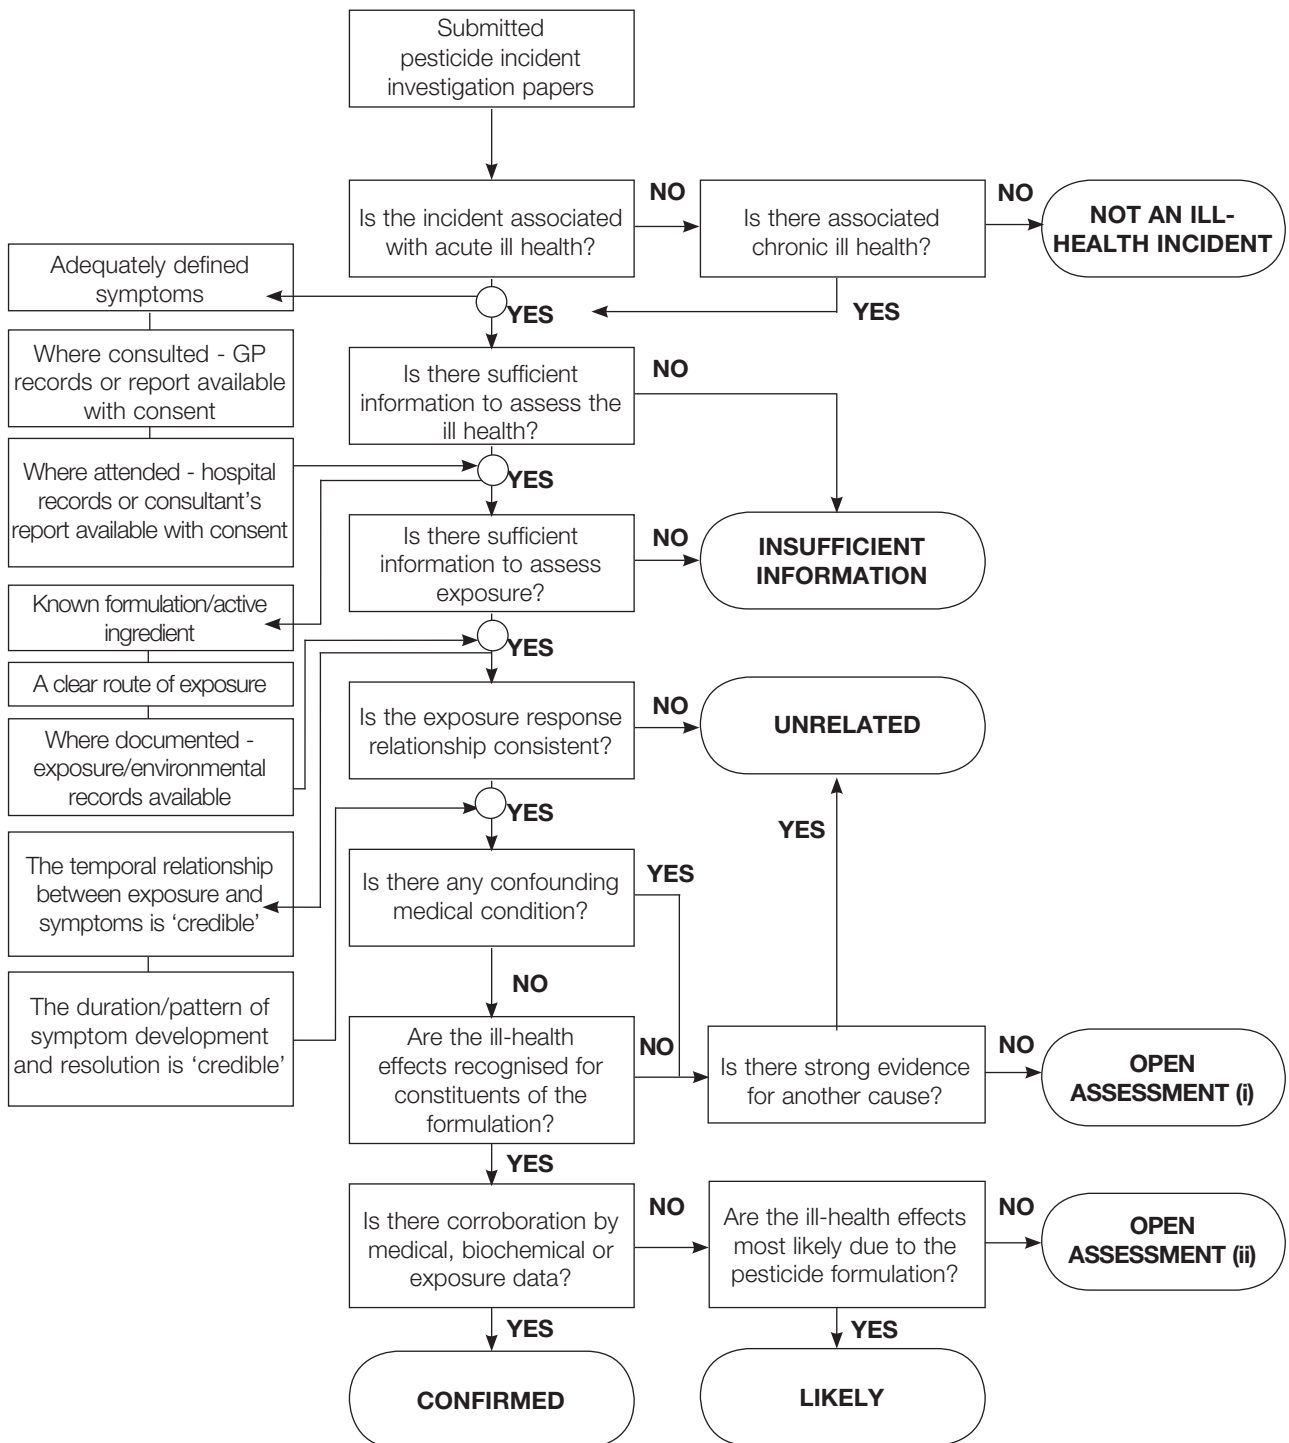 Submitted
pesticide incident
investigation papers
Is the incident associated
with acute ill health?
NO
Is there associated
chronic ill health?
NO
NOT AN ILL-
HEALTH INCIDENT
YES
YES
Adequately defined
symptoms
Where consulted - GP
records or report available
with consent
Where attended - hospital
records or consultant's
report available with consent
Is there sufficient
information to assess the
ill health?
NO
YES
Is there sufficient
information to assess
exposure?
NO
INSUFFICIENT
INFORMATION
Known formulation/active
ingredient
A clear route of exposure
Where documented -
exposure/environmental
records available
YES
Is the exposure response
relationship consistent?
NO
UNRELATED
YES
The temporal relationship
between exposure and
symptoms is ‘credible’
The duration/pattern of
symptom development
and resolution is ‘credible’
Is there any confounding
medical condition?
YES
YES
NO
Are the ill-health
effects recognised for
constituents of the
formulation?
NO
Is there strong evidence
for another cause?
NO
OPEN
ASSESSMENT (i)
YES
Is there corroboration by
medical, biochemical or
exposure data?
NO
Are the ill-health effects
most likely due to the
pesticide formulation?
NO
OPEN
ASSESSMENT (ii)
YES
YES
CONFIRMED
LIKELY